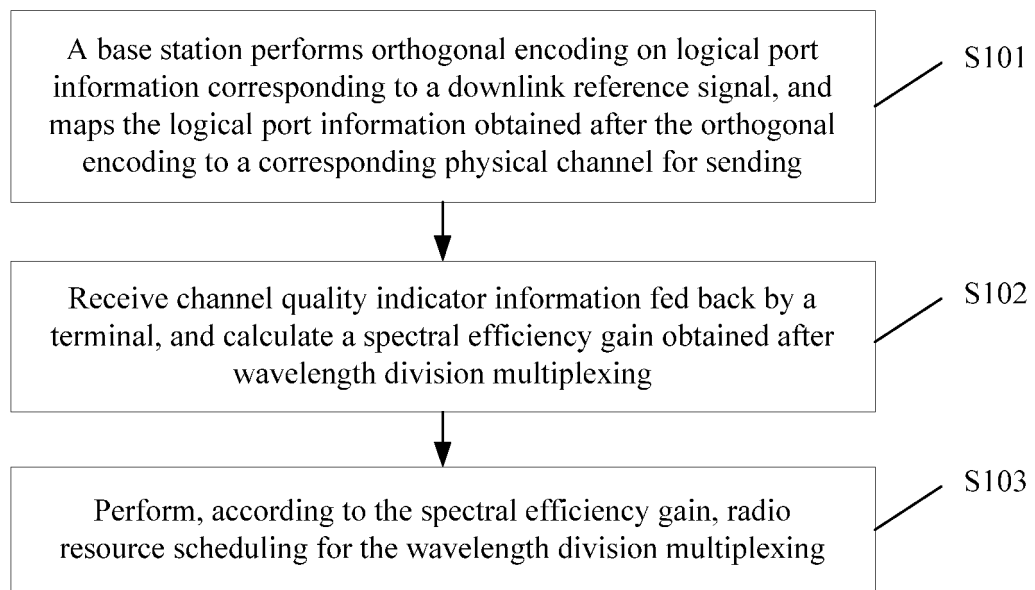 A base station performs orthogonal encoding on logical port
information corresponding to a downlink reference signal, and
maps the logical port information obtained after the orthogonal
encoding to a corresponding physical channel for sending
S101
Receive channel quality indicator information fed back by a
terminal, and calculate a spectral efficiency gain obtained after
wavelength division multiplexing
S102
Perform, according to the spectral efficiency gain, radio
resource scheduling for the wavelength division multiplexing
S103